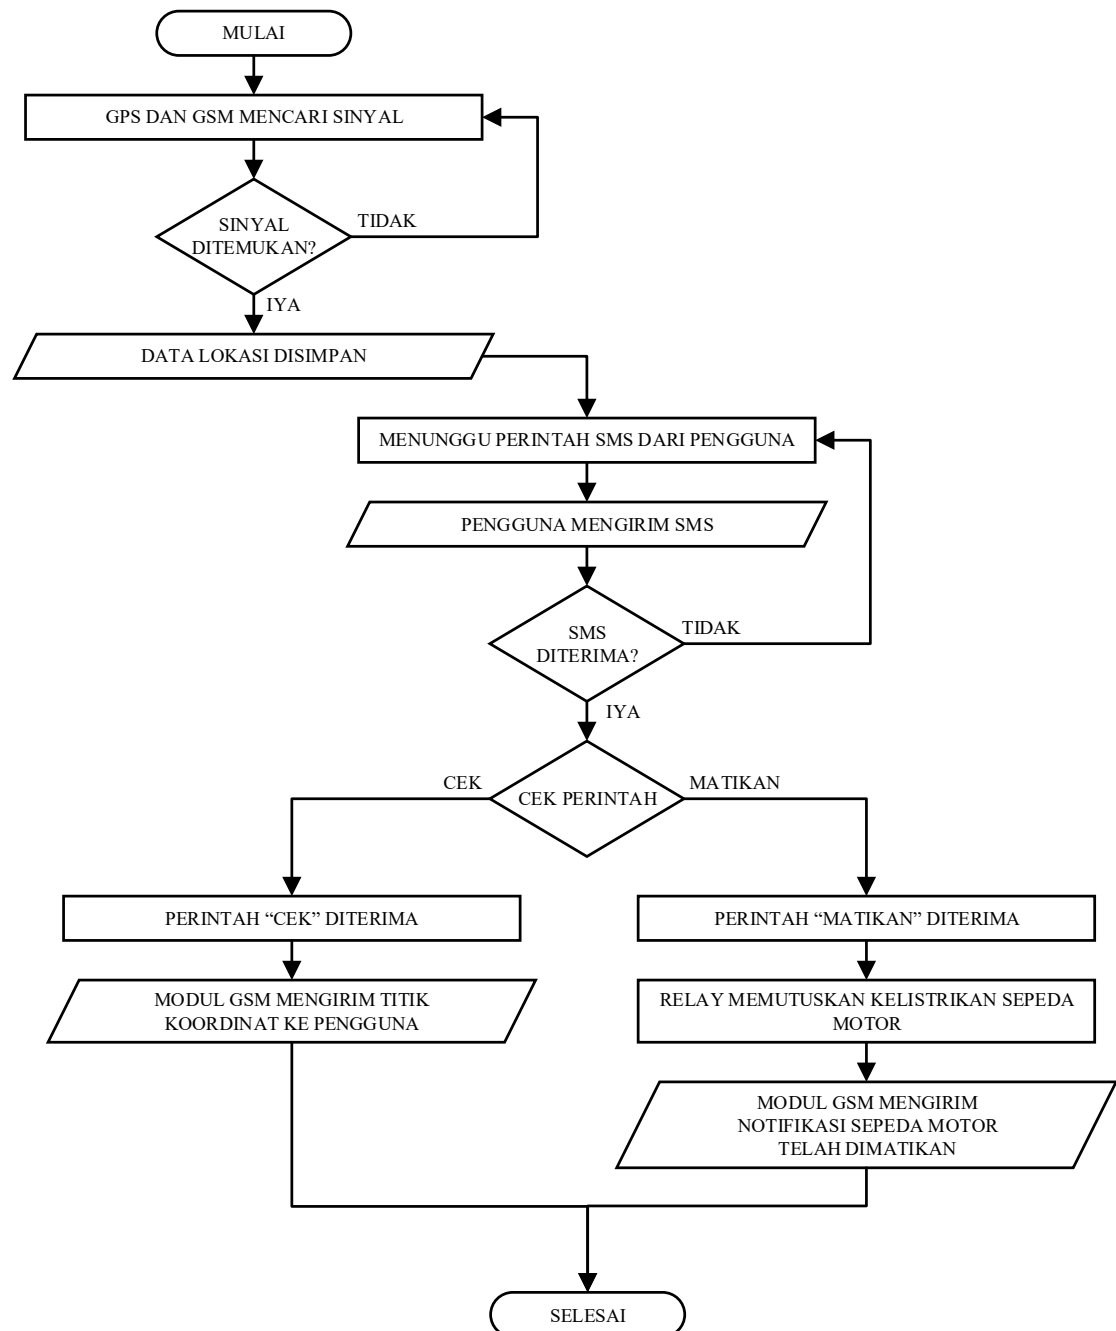 MULAI
GPS DAN GSM MENCARI SINYAL
SINYAL
DITEMUKAN?
TIDAK
IYA
DATA LOKASI DISIMPAN
MENUNGGU PERINTAH SMS DARI PENGGUNA
PENGGUNA MENGIRIM SMS
SMS
DITERIMA?
TIDAK
IYA
CEK
CEK PERINTAH
MATIKAN
PERINTAH “CEK” DITERIMA
MODUL GSM MENGIRIM TITIK
KOORDINAT KE PENGGUNA
PERINTAH “MATIKAN” DITERIMA
RELAY MEMUTUSKAN KELISTRIKAN SEPEDA
MOTOR
MODUL GSM MENGIRIM
NOTIFIKASI SEPEDA MOTOR
TELAH DIMATIKAN
SELESAI